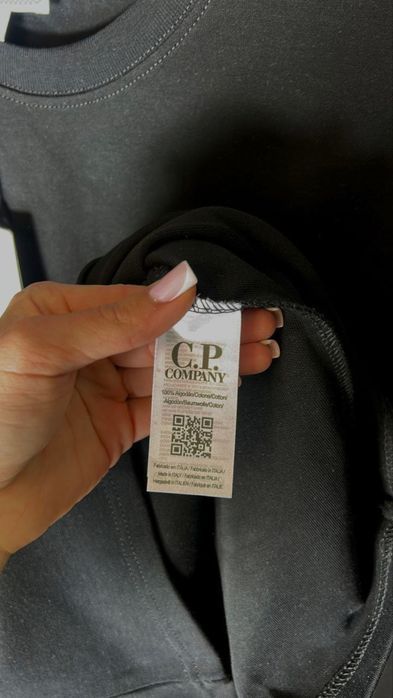 C.P.
COMPANY
100% Algodão/Cotone/Cotton/
Algodón/Baumwolle/Coton/
Fabricado em ITALIA / Fabricado en ITALIA /
Made in ITALY / Fabbricato in ITALIA /
Hergestellt in ITALIEN / Fabriqué en ITALIE